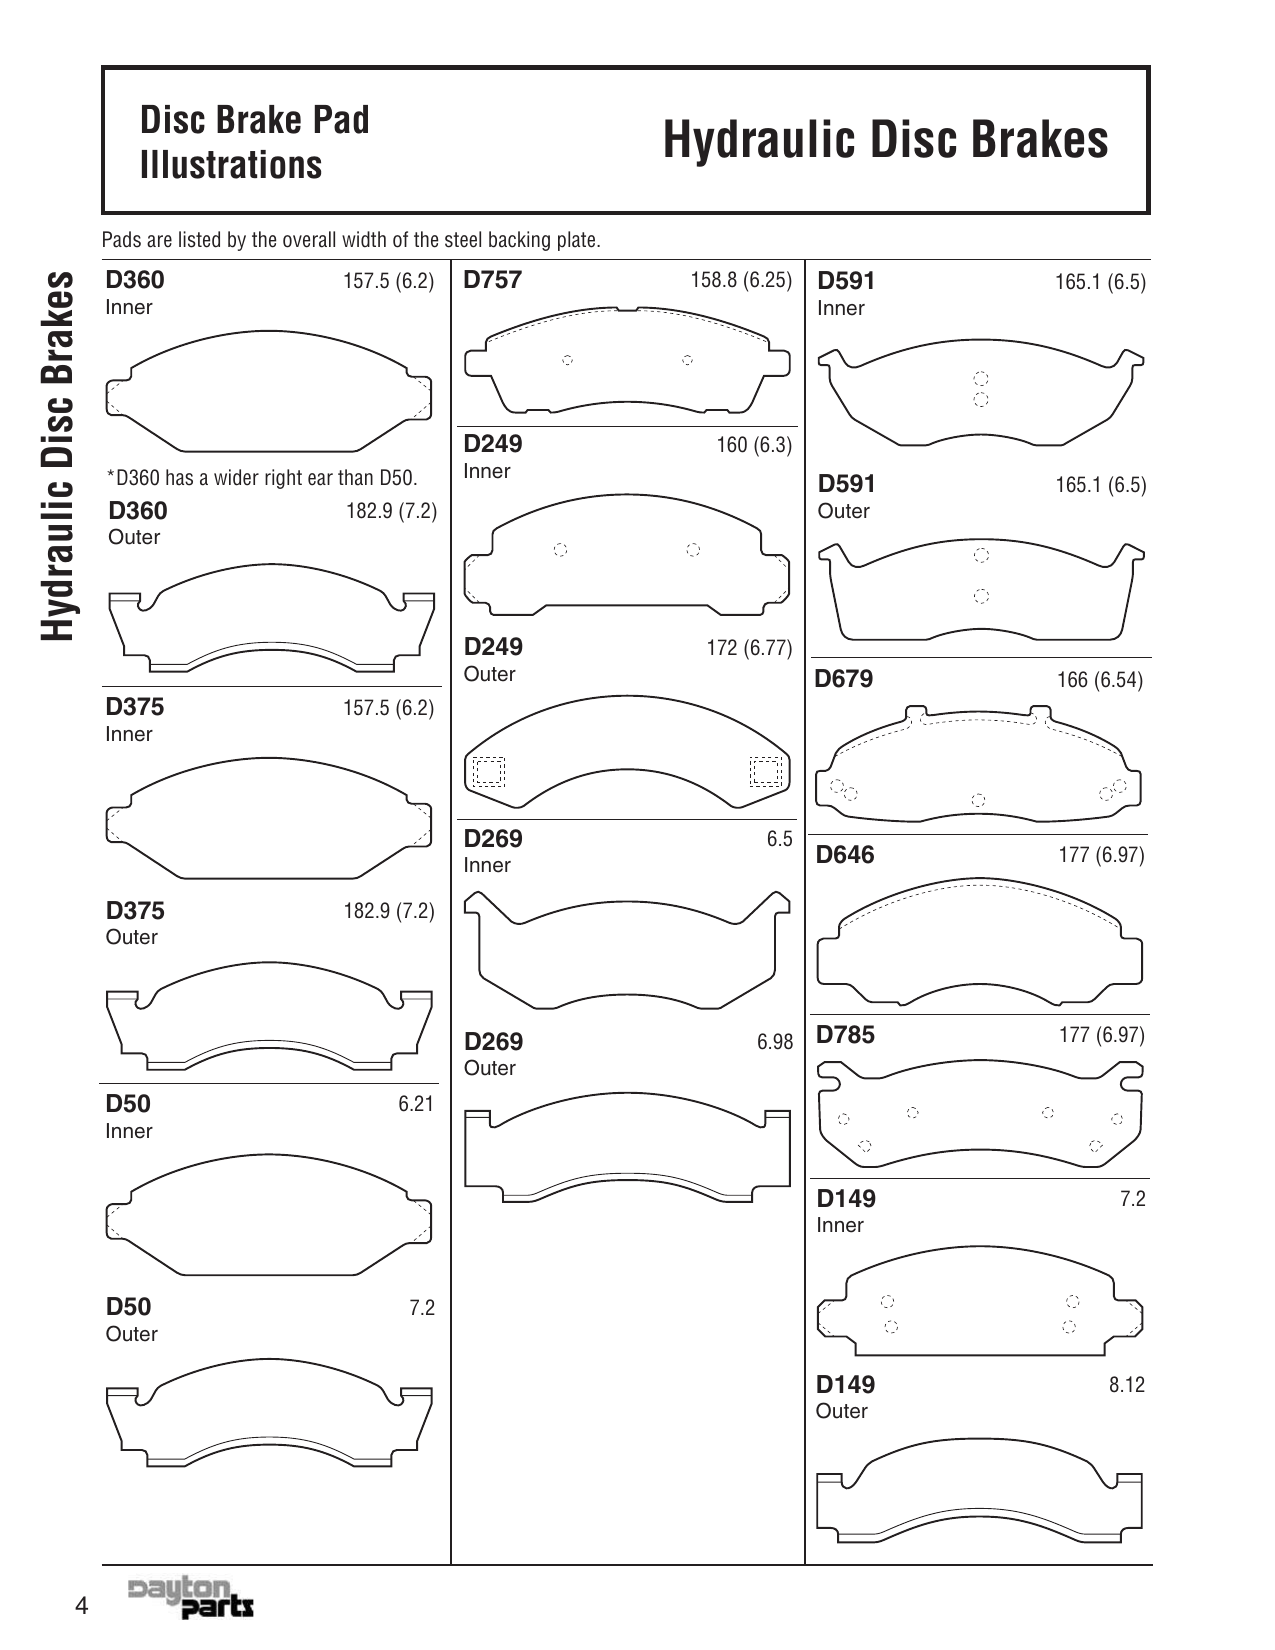 Disc Brake Pad
Illustrations
Hydraulic Disc Brakes
Pads are listed by the overall width of the steel backing plate.
Hydraulic Disc Brakes
D360 157.5 (6.2)
Inner
*D360 has a wider right ear than D50.
D360 182.9 (7.2)
Outer
D375 157.5 (6.2)
Inner
D375 182.9 (7.2)
Outer
D50 6.21
Inner
D50 7.2
Outer
D757 158.8 (6.25)
D249 160 (6.3)
Inner
D249 172 (6.77)
Outer
D269 6.5
Inner
D269 6.98
Outer
D591 165.1 (6.5)
Inner
D591 165.1 (6.5)
Outer
D679 166 (6.54)
D646 177 (6.97)
D785 177 (6.97)
D149 7.2
Inner
D149 8.12
Outer
4
Dayton
parts